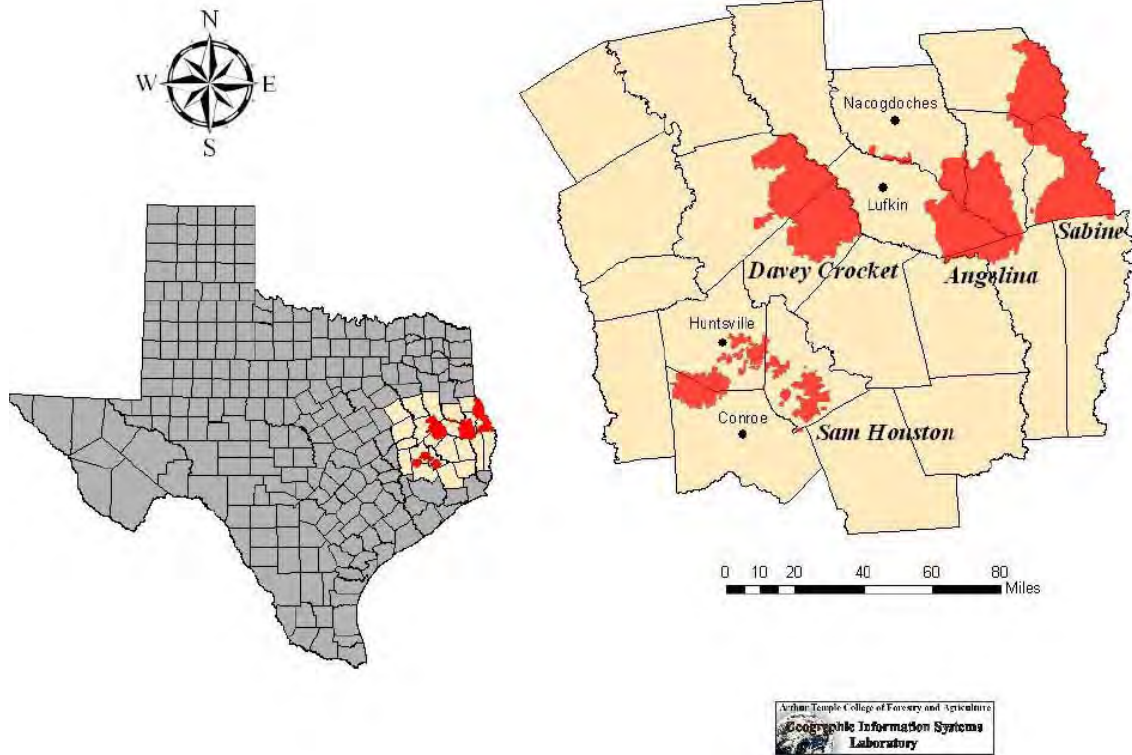 N
W E
S
Nacogdoches
Lufkin
Sabine
Davey Crocket
Angelina
Huntsville
Conroe
Sam Houston
0 10 20 40 60 80
Miles
Arthur Temple College of Forestry and Agriculture
Geographic Information Systems
Laboratory